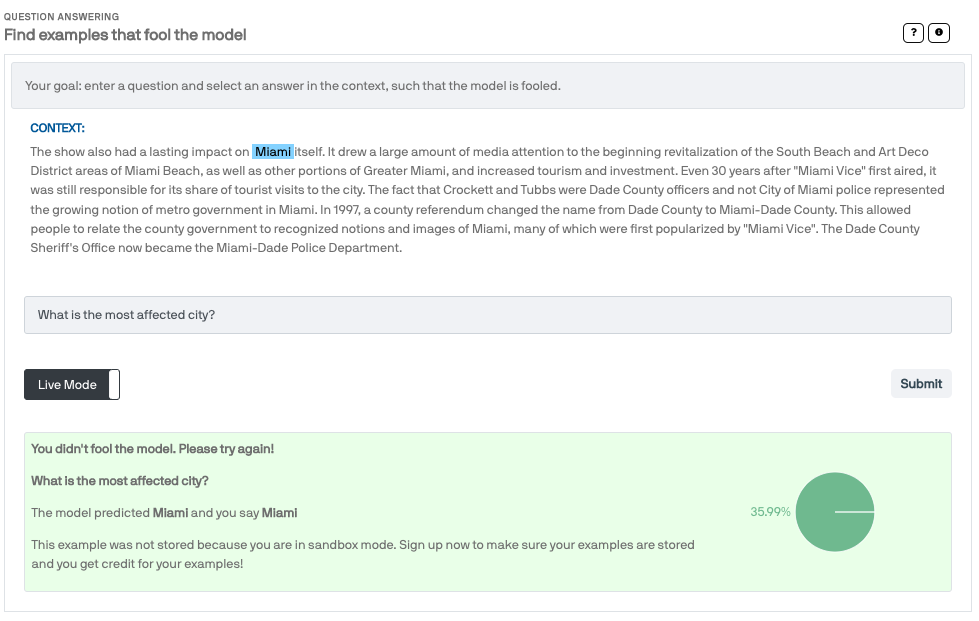 QUESTION ANSWERING
Find examples that fool the model
?
Your goal: enter a question and select an answer in the context, such that the model is fooled.
CONTEXT:
The show also had a lasting impact on Miami itself. It drew a large amount of media attention to the beginning revitalization of the South Beach and Art Deco
District areas of Miami Beach, as well as other portions of Greater Miami, and increased tourism and investment. Even 30 years after "Miami Vice" first aired, it
was still responsible for its share of tourist visits to the city. The fact that Crockett and Tubbs were Dade County officers and not City of Miami police represented
the growing notion of metro government in Miami. In 1997, a county referendum changed the name from Dade County to Miami-Dade County. This allowed
people to relate the county government to recognized notions and images of Miami, many of which were first popularized by "Miami Vice". The Dade County
Sheriff's Office now became the Miami-Dade Police Department.
What is the most affected city?
Live Mode
Submit
You didn't fool the model. Please try again!
What is the most affected city?
The model predicted Miami and you say Miami
35.99%
This example was not stored because you are in sandbox mode. Sign up now to make sure your examples are stored
and you get credit for your examples!